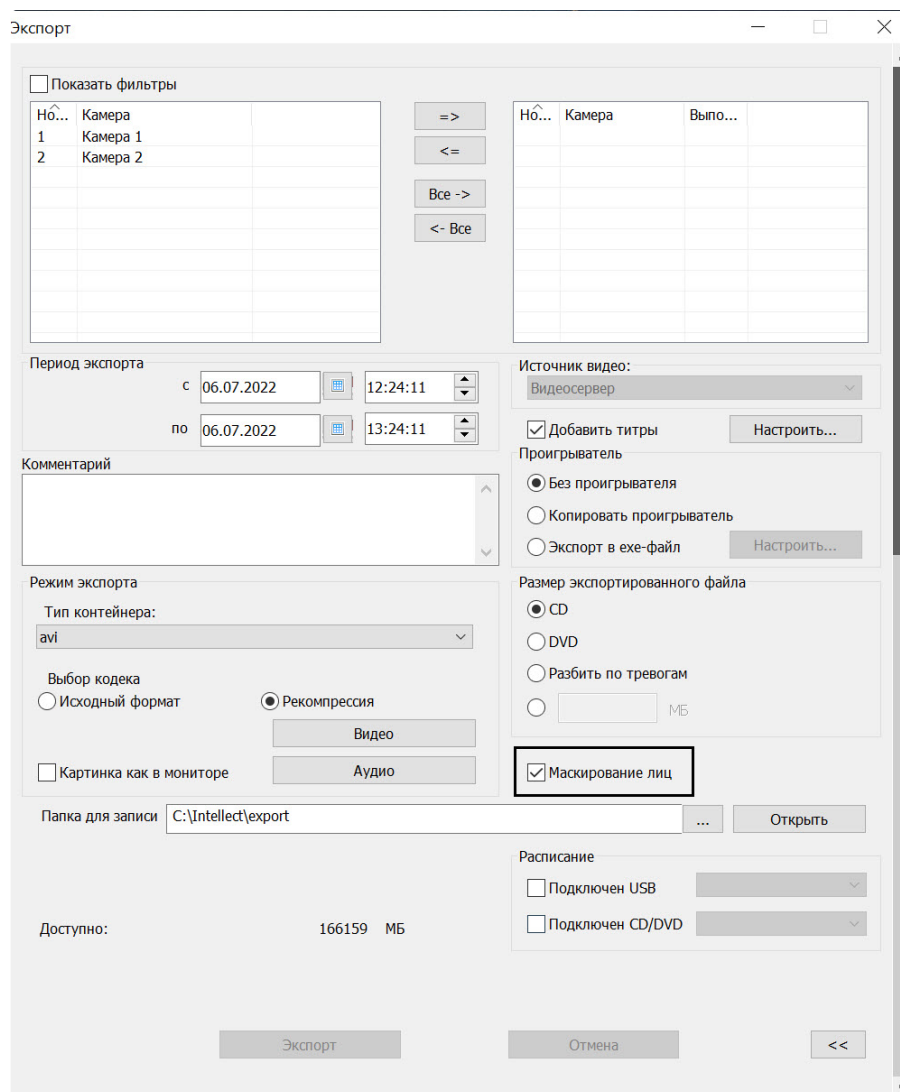 Экспорт
Показать фильтры
Но... Камера
1 Камера 1
2 Камера 2
=>
<=
Все ->
<- Все
Но... Камера Выпо...
Период экспорта
с 06.07.2022 12:24:11
по 06.07.2022 13:24:11
Источник видео:
Видеосервер
Добавить титры Настроить...
Комментарий
Проигрыватель
Без проигрывателя
Копировать проигрыватель
Экспорт в exe-файл Настроить...
Режим экспорта
Тип контейнера:
avi
Выбор кодека
Исходный формат Рекомпрессия
Видео
Картинка как в мониторе Аудио
Размер экспортированного файла
CD
DVD
Разбить по тревогам
МБ
Маскирование лиц
Папка для записи C:\Intellect\export ... Открыть
Расписание
Подключен USB
Подключен CD/DVD
Доступно: 166159 МБ
Экспорт Отмена <<